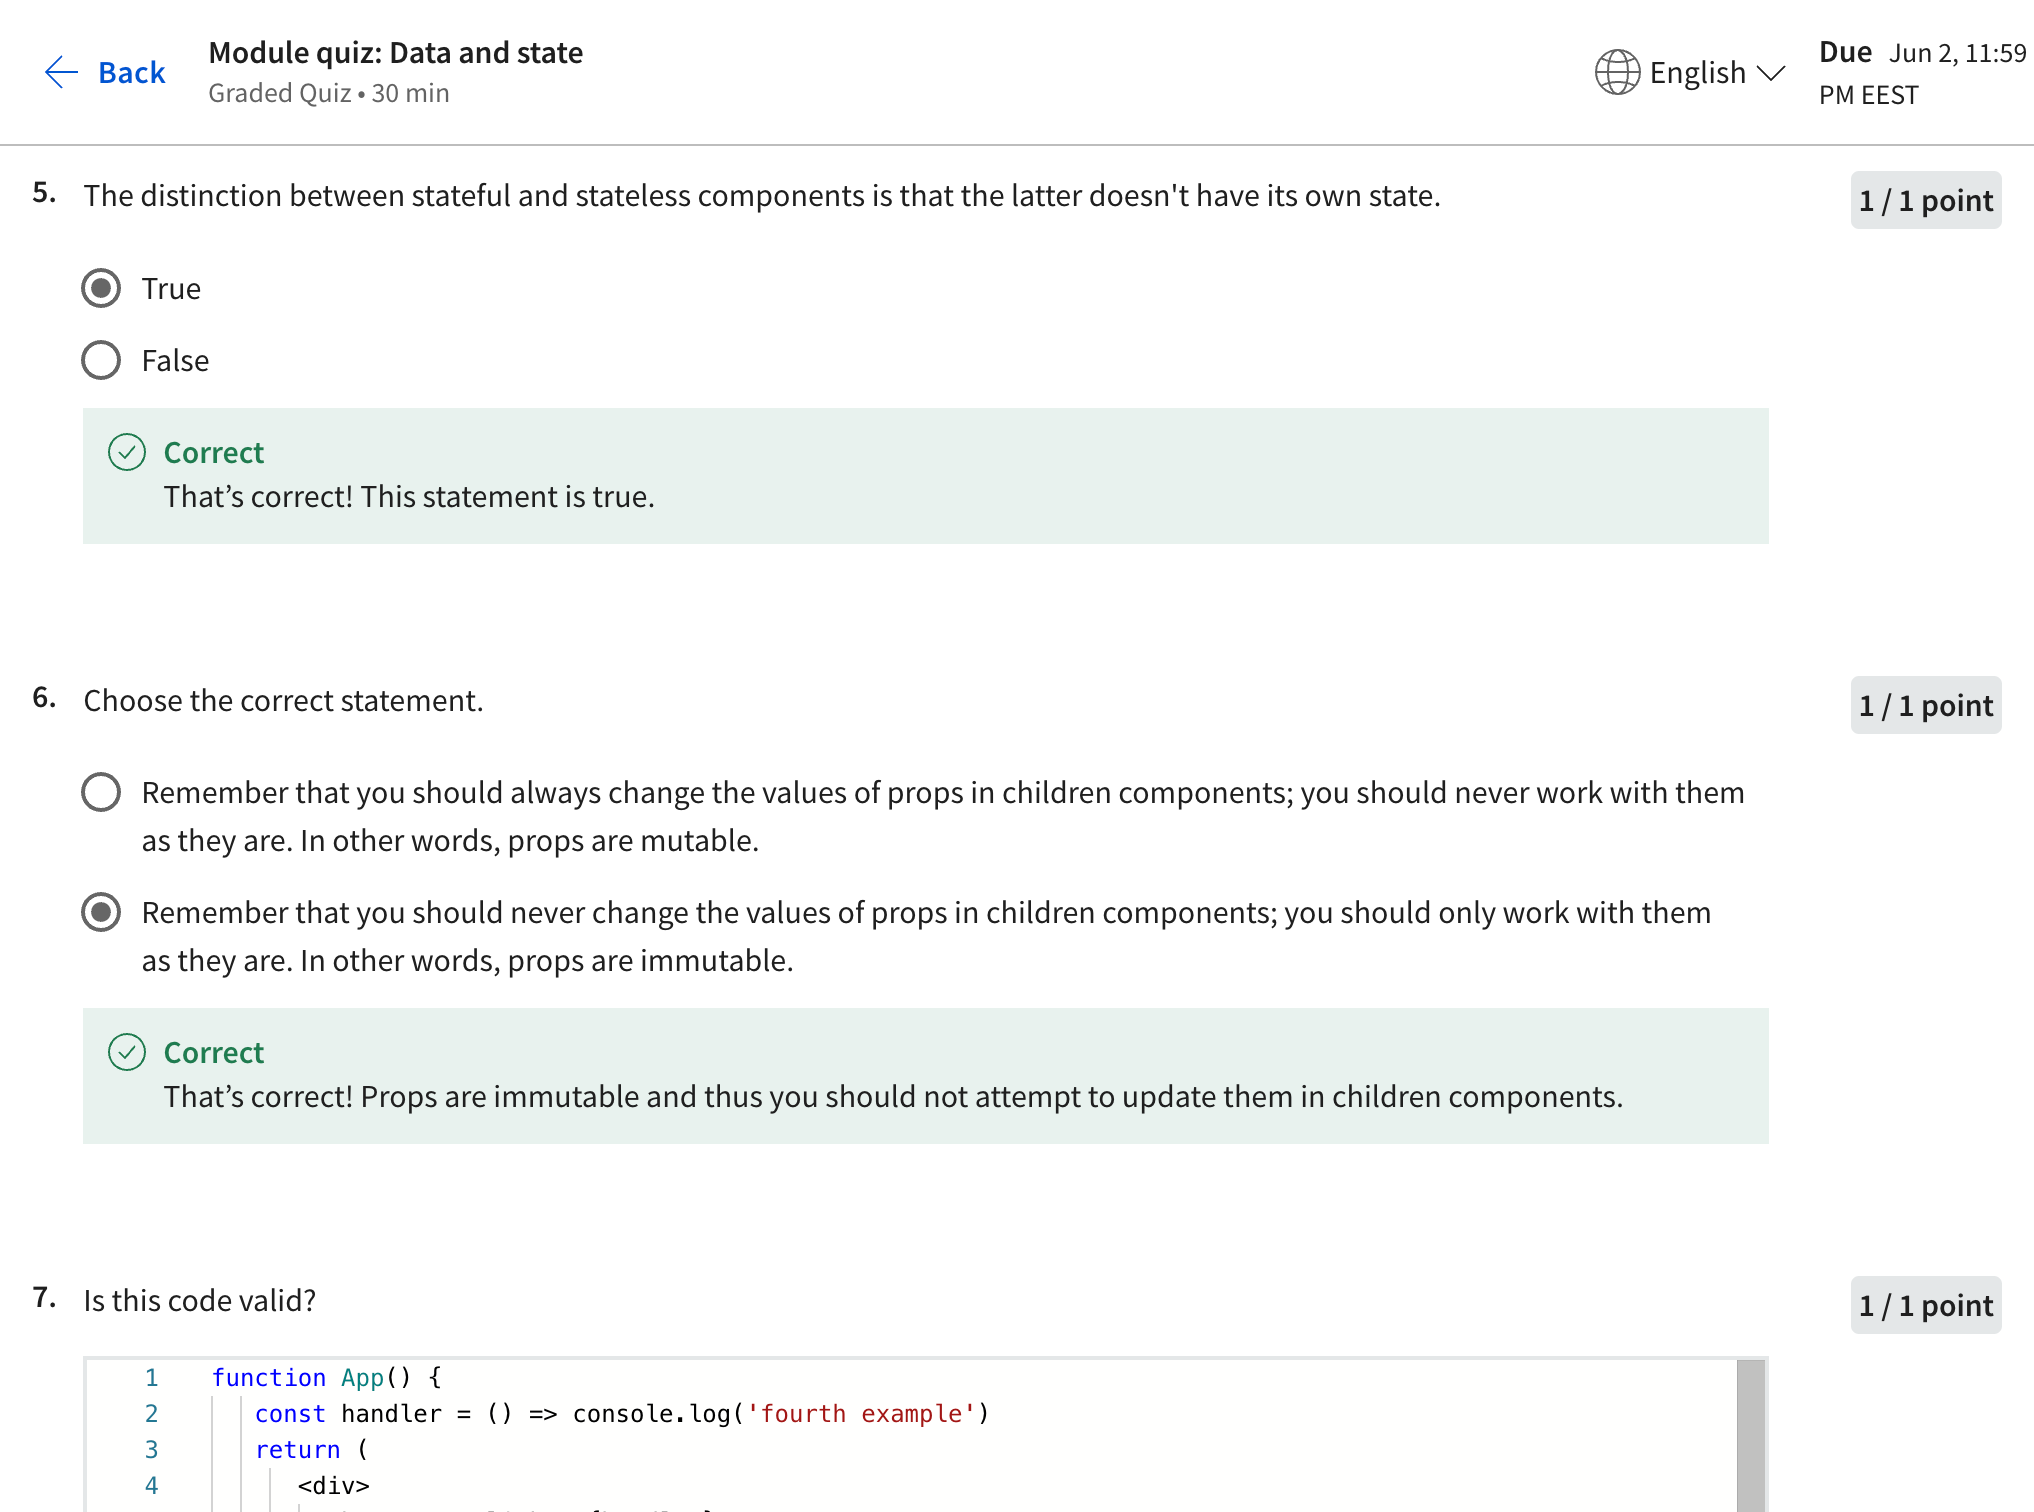 Back
Module quiz: Data and state
Graded Quiz • 30 min
English
Due Jun 2, 11:59
PM EEST
5. The distinction between stateful and stateless components is that the latter doesn't have its own state.
1 / 1 point
True
False
Correct
That’s correct! This statement is true.
6. Choose the correct statement.
1 / 1 point
Remember that you should always change the values of props in children components; you should never work with them
as they are. In other words, props are mutable.
Remember that you should never change the values of props in children components; you should only work with them
as they are. In other words, props are immutable.
Correct
That’s correct! Props are immutable and thus you should not attempt to update them in children components.
7. Is this code valid?
1 / 1 point
1 function App() {
2 const handler = () => console.log('fourth example')
3 return (
4 <div>